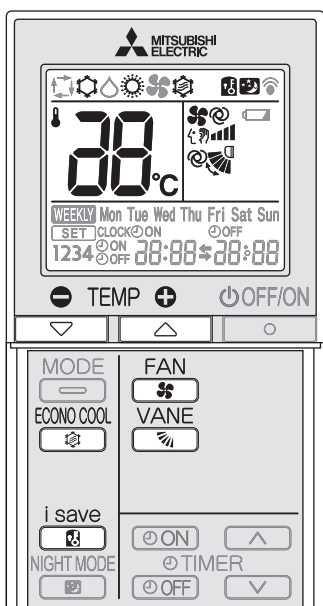 MITSUBISHI
ELECTRIC
88°C
WEEKLY Mon Tue Wed Thu Fri Sat Sun
SET CLOCK ON OFF
1234 ON OFF 88:88 88:88
TEMP OFF/ON
MODE FAN
ECONO COOL VANE
i save
ON
NIGHT MODE TIMER
OFF